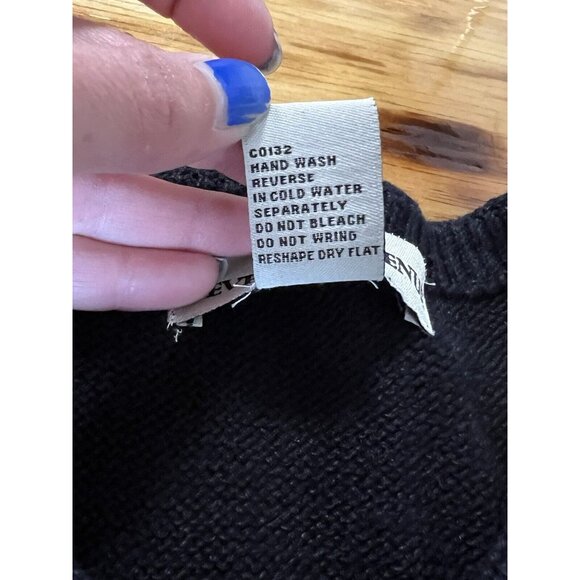 C0132
HAND WASH
REVERSE
IN COLD WATER
SEPARATELY
DO NOT BLEACH
DO NOT WRING
RESHAPE DRY FLAT